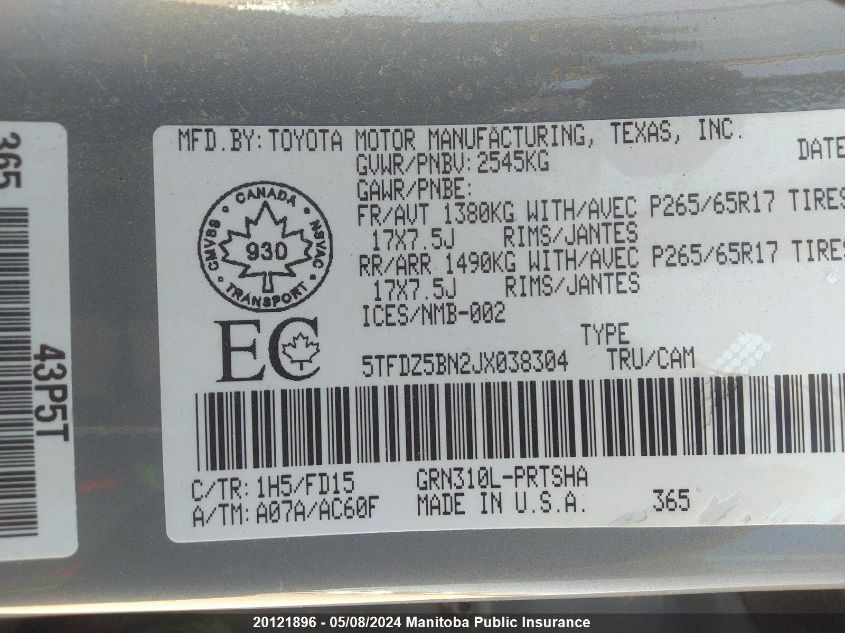 365
43P5T
MFD.BY: TOYOTA MOTOR MANUFACTURING, TEXAS, INC.
DATE
GVWR/PNBV: 2545KG
GAWR/PNBE:
FR/AVT 1380KG WITH/AVEC P265/65R17 TIRES
17X7.5J RIMS/JANTES
RR/ARR 1490KG WITH/AVEC P265/65R17 TIRES
17X7.5J RIMS/JANTES
ICES/NMB-002
CANADA
CMVSS
NSVAC
930
TRANSPORT
EC
TYPE
5TFDZ5BN2JX038304 TRU/CAM
C/TR: 1H5/FD15 GRN310L-PRTSHA
A/TM: A07A/AC60F MADE IN U.S.A. 365
20121896 - 05/08/2024 Manitoba Public Insurance